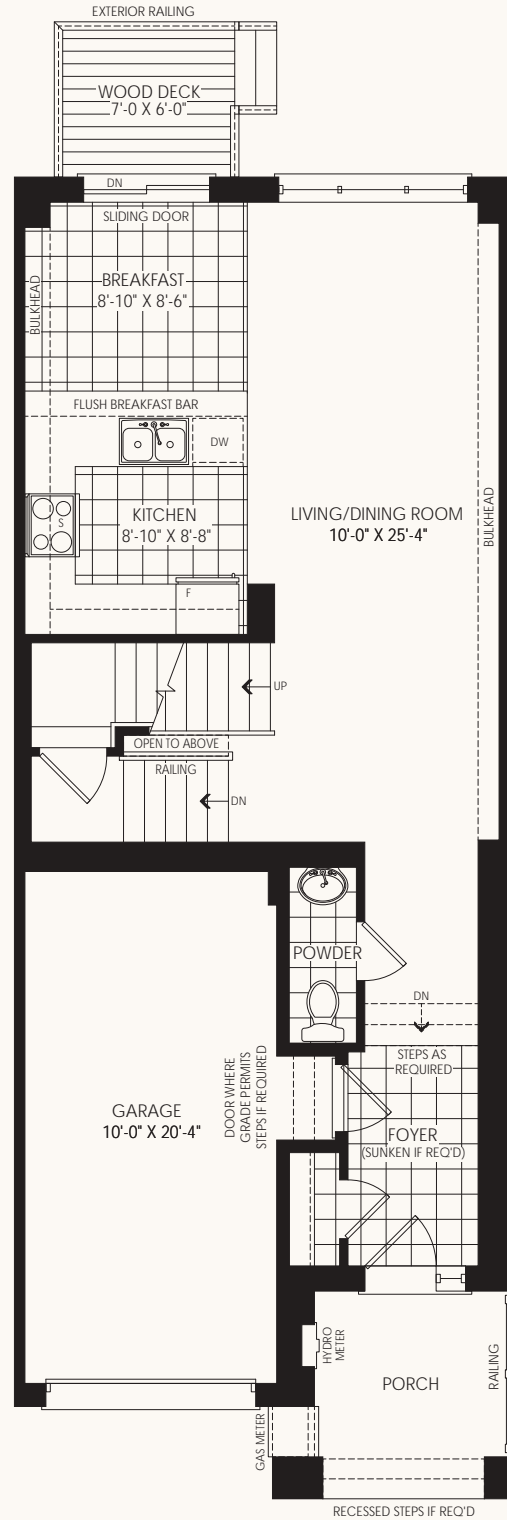 EXTERIOR RAILING
WOOD DECK
7'-0 X 6'-0"
DN
SLIDING DOOR
BREAKFAST
8'-10" X 8'-6"
BULKHEAD
FLUSH BREAKFAST BAR
DW
S
KITCHEN
8'-10" X 8'-8"
F
LIVING/DINING ROOM
10'-0" X 25'-4"
BULKHEAD
UP
OPEN TO ABOVE
RAILING
DN
POWDER
DN
STEPS AS
REQUIRED
FOYER
(SUNKEN IF REQ'D)
DOOR WHERE
GRADE PERMITS
STEPS IF REQUIRED
GARAGE
10'-0" X 20'-4"
HYDRO
METER
PORCH
RAILING
GAS METER
RECESSED STEPS IF REQ'D